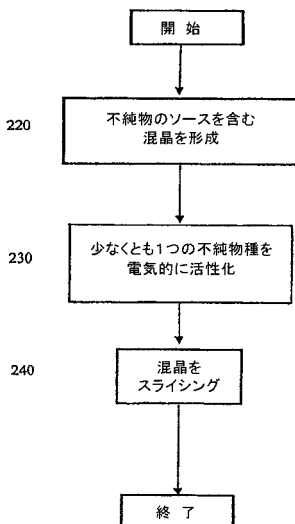 開 始
220
不純物のソースを含む
混晶を形成
230
少なくとも1つの不純物種を
電気的に活性化
240
混晶を
スライシング
終 了